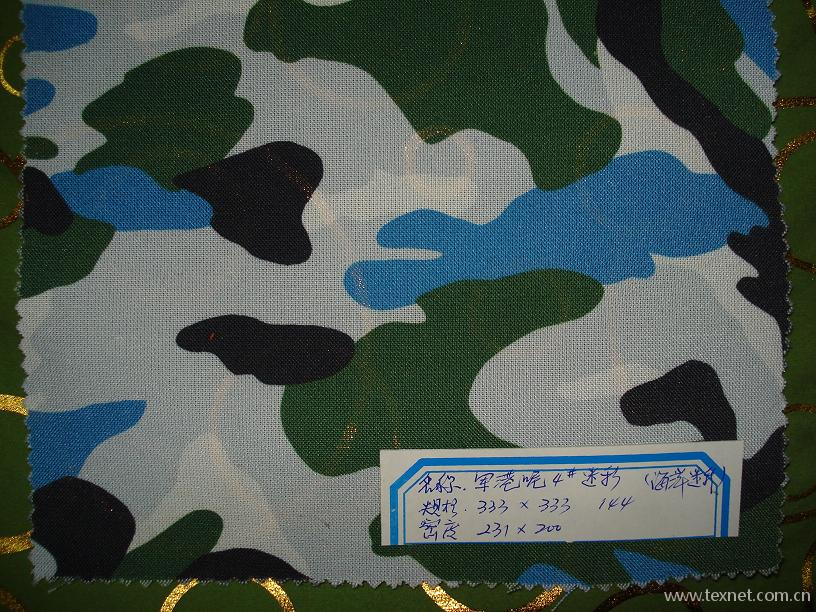 名称. 军港呢 4# 迷彩 (海洋迷彩)
规格. 333 × 333 144
密度 231 × 200
www.texnet.com.cn